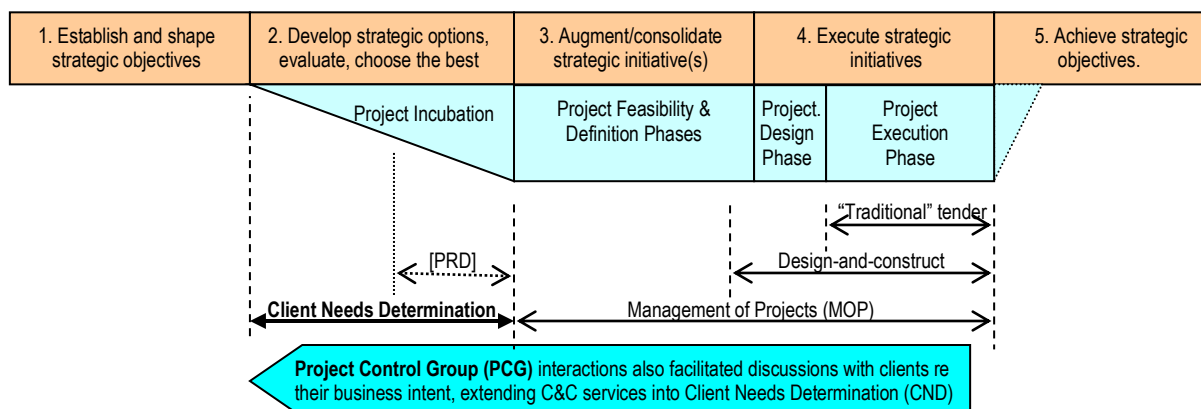 1. Establish and shape
strategic objectives
2. Develop strategic options,
evaluate, choose the best
3. Augment/consolidate
strategic initiative(s)
4. Execute strategic
initiatives
5. Achieve strategic
objectives.
Project Incubation
Project Feasibility &
Definition Phases
Project.
Design
Phase
Project
Execution
Phase
“Traditional” tender
[PRD]
Design-and-construct
Client Needs Determination
Management of Projects (MOP)
Project Control Group (PCG) interactions also facilitated discussions with clients re
their business intent, extending C&C services into Client Needs Determination (CND)